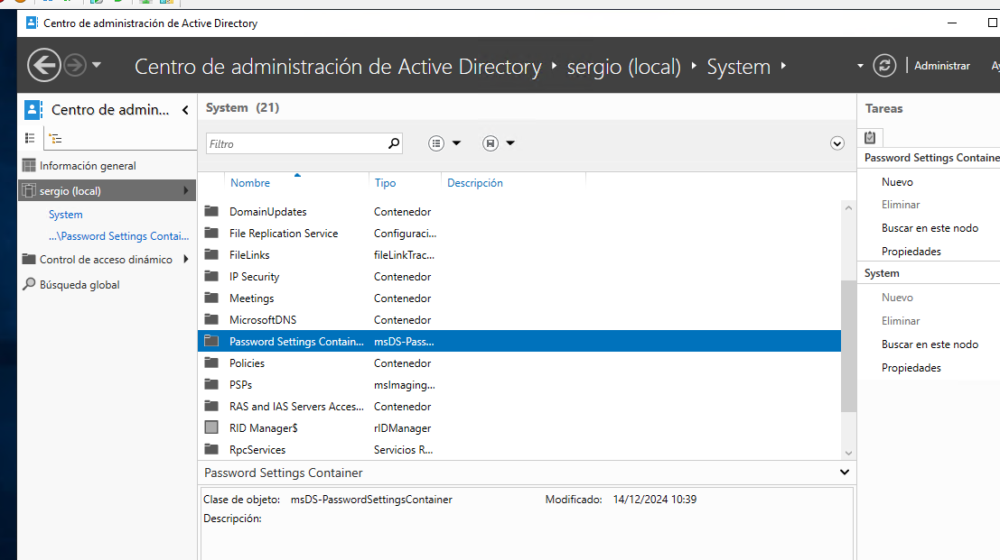 Centro de administración de Active Directory
Centro de administración de Active Directory ‣ sergio (local) ‣ System ‣
Administrar
Centro de admin...
Información general
sergio (local)
System
...\Password Settings Contai...
Control de acceso dinámico
Búsqueda global
System (21)
Filtro
Nombre Tipo Descripción
DomainUpdates Contenedor
File Replication Service Configuraci...
FileLinks fileLinkTrac...
IP Security Contenedor
Meetings Contenedor
MicrosoftDNS Contenedor
Password Settings Contain... msDS-Pass...
Policies Contenedor
PSPs msImaging...
RAS and IAS Servers Acces... Contenedor
RID Manager$ rIDManager
RpcServices Servicios R...
Password Settings Container
Clase de objeto: msDS-PasswordSettingsContainer Modificado: 14/12/2024 10:39
Descripción:
Tareas
Password Settings Containe
Nuevo
Eliminar
Buscar en este nodo
Propiedades
System
Nuevo
Eliminar
Buscar en este nodo
Propiedades